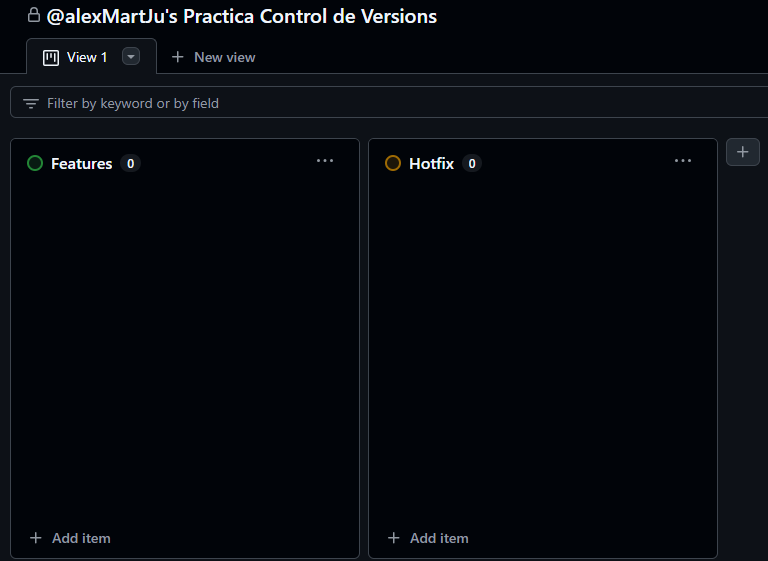 @alexMartJu's Practica Control de Versions
View 1
New view
Filter by keyword or by field
Features 0
Hotfix 0
Add item
Add item